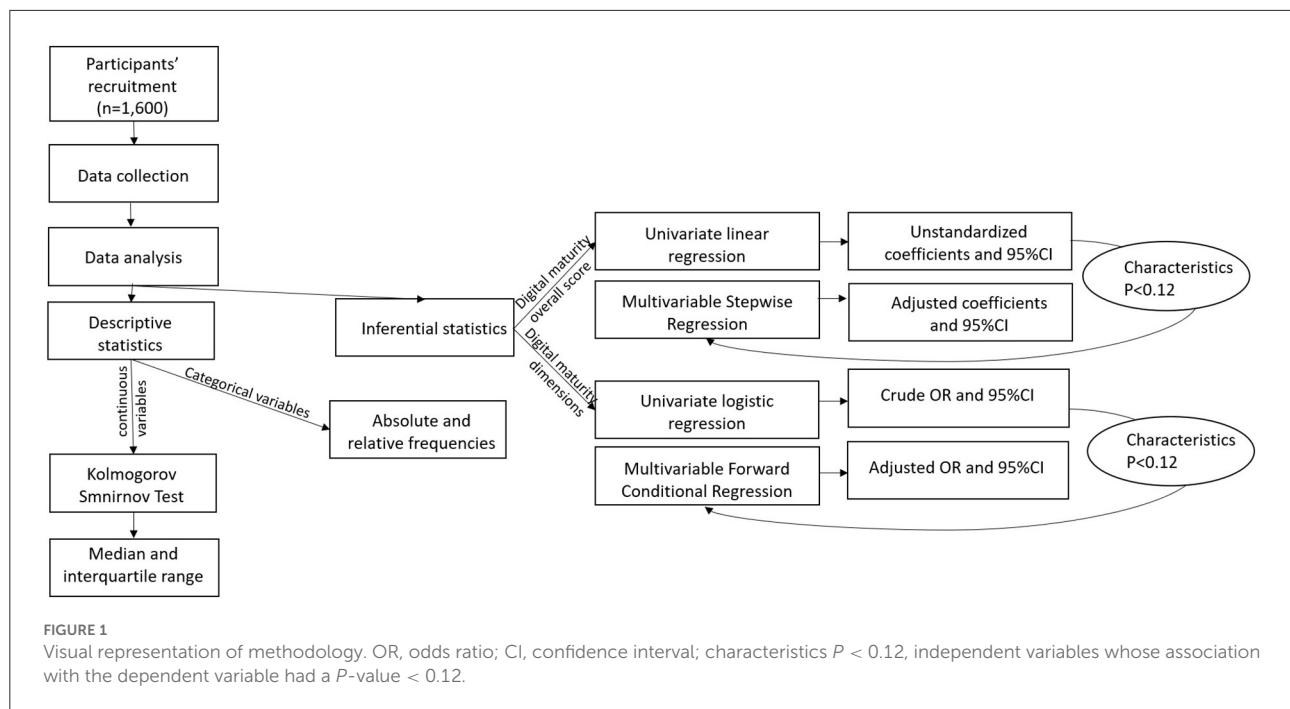 Participants'
recruitment
(n=1,600)
Data collection
Data analysis
Descriptive
statistics
continuous
variables
Categorical variables
Kolmogorov
Smnirnov Test
Median and
interquartile range
Absolute and
relative frequencies
Inferential statistics
Digital maturity
overall score
Digital maturity
dimensions
Univariate linear
regression
Unstandardized
coefficients and 95%CI
Multivariable Stepwise
Regression
Adjusted coefficients
and 95%CI
Characteristics
P<0.12
Univariate logistic
regression
Crude OR and 95%CI
Multivariable Forward
Conditional Regression
Adjusted OR and 95%CI
Characteristics
P<0.12
FIGURE 1
Visual representation of methodology. OR, odds ratio; CI, confidence interval; characteristics P < 0.12, independent variables whose association
with the dependent variable had a P-value < 0.12.